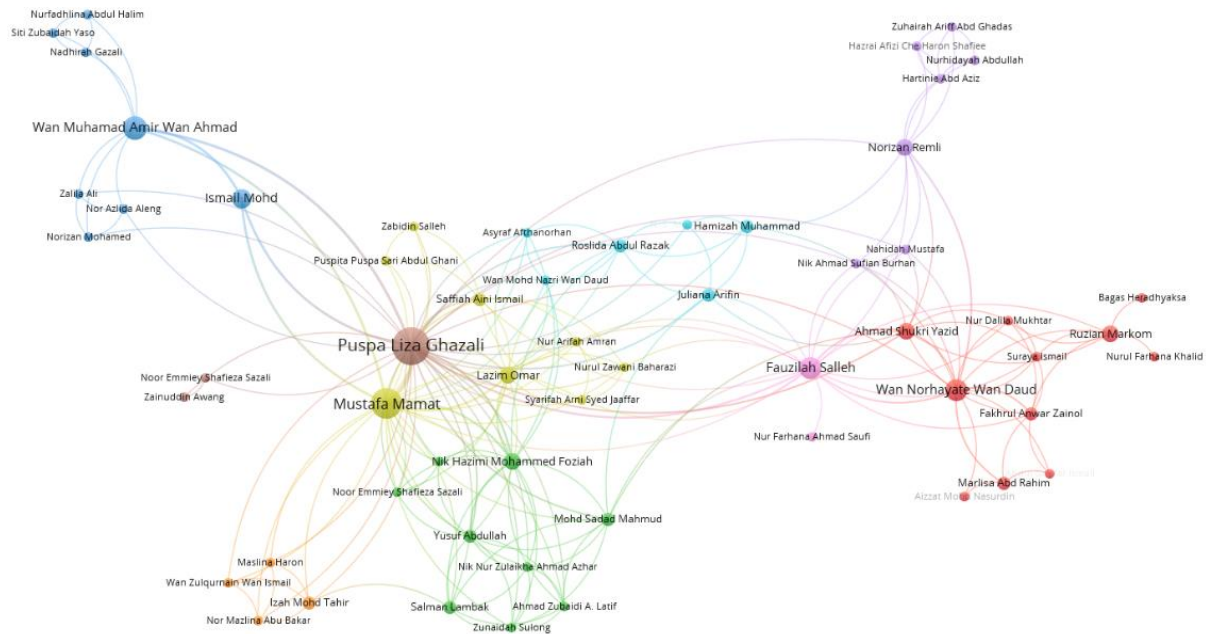 Nurfadhlina Abdul Halim
Siti Zubaidah Yaso
Nadhirah Gazali
Wan Muhamad Amir Wan Ahmad
Zalila Ali
Nor Azlida Aleng
Norizan Mohamed
Ismail Mohd
Zabidin Salleh
Puspita Puspa Sari Abdul Ghani
Saffiah Aini Ismail
Puspa Liza Ghazali
Lazim Omar
Mustafa Mamat
Nur Arifah Amran
Nurul Zawani Baharazi
Syarifah Arni Syed Jaaffar
Noor Emmiey Shafieza Sazali
Zainuddin Awang
Asyraf Afthanorhan
Roslida Abdul Razak
Hamizah Muhammad
Wan Mohd Nazri Wan Daud
Juliana Arifin
Zuhairah Ariff Abd Ghadas
Hazrai Afizi Che Haron Shafiee
Nurhidayah Abdullah
Hartinie Abd Aziz
Norizan Remli
Nahidah Mustafa
Nik Ahmad Sufian Burhan
Bagas Heradhyaksa
Nur Dalila Mukhtar
Ahmad Shukri Yazid
Ruzian Markom
Suraya Ismail
Nurul Farhana Khalid
Fauzilah Salleh
Wan Norhayate Wan Daud
Fakhrul Anwar Zainol
Nur Farhana Ahmad Saufi
Marlisa Abd Rahim
Aizzat Mohd Nasurdin
Nik Hazimi Mohammed Foziah
Noor Emmiey Shafieza Sazali
Mohd Sadad Mahmud
Yusuf Abdullah
Nik Nur Zulaikha Ahmad Azhar
Salman Lambak
Ahmad Zubaidi A. Latif
Zunaidah Sulong
Maslina Haron
Wan Zulqurnain Wan Ismail
Izah Mohd Tahir
Nor Mazlina Abu Bakar